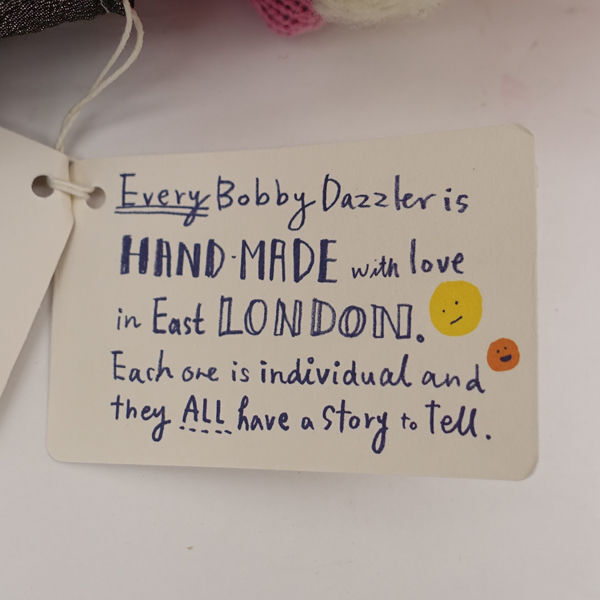 Every Bobby Dazzler is
HAND-MADE with love
in East LONDON.
Each one is individual and
they ALL have a story to tell.